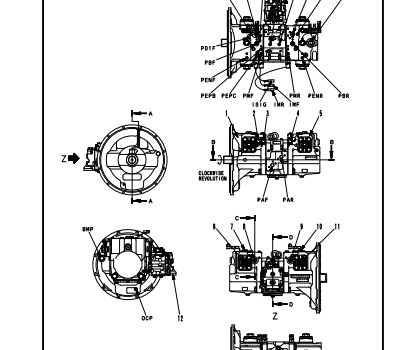 PD1F
PBF
PENF
PEPB PEPC PMF PMR PENR PBR
ISIG IMR IMF
A
Z
A
1 2 3 4 5
B B
CLOCKWISE
REVOLUTION
PAF PAR
BMP
OCP 12
6 7 8 9 10 11
C D
C
D
Z